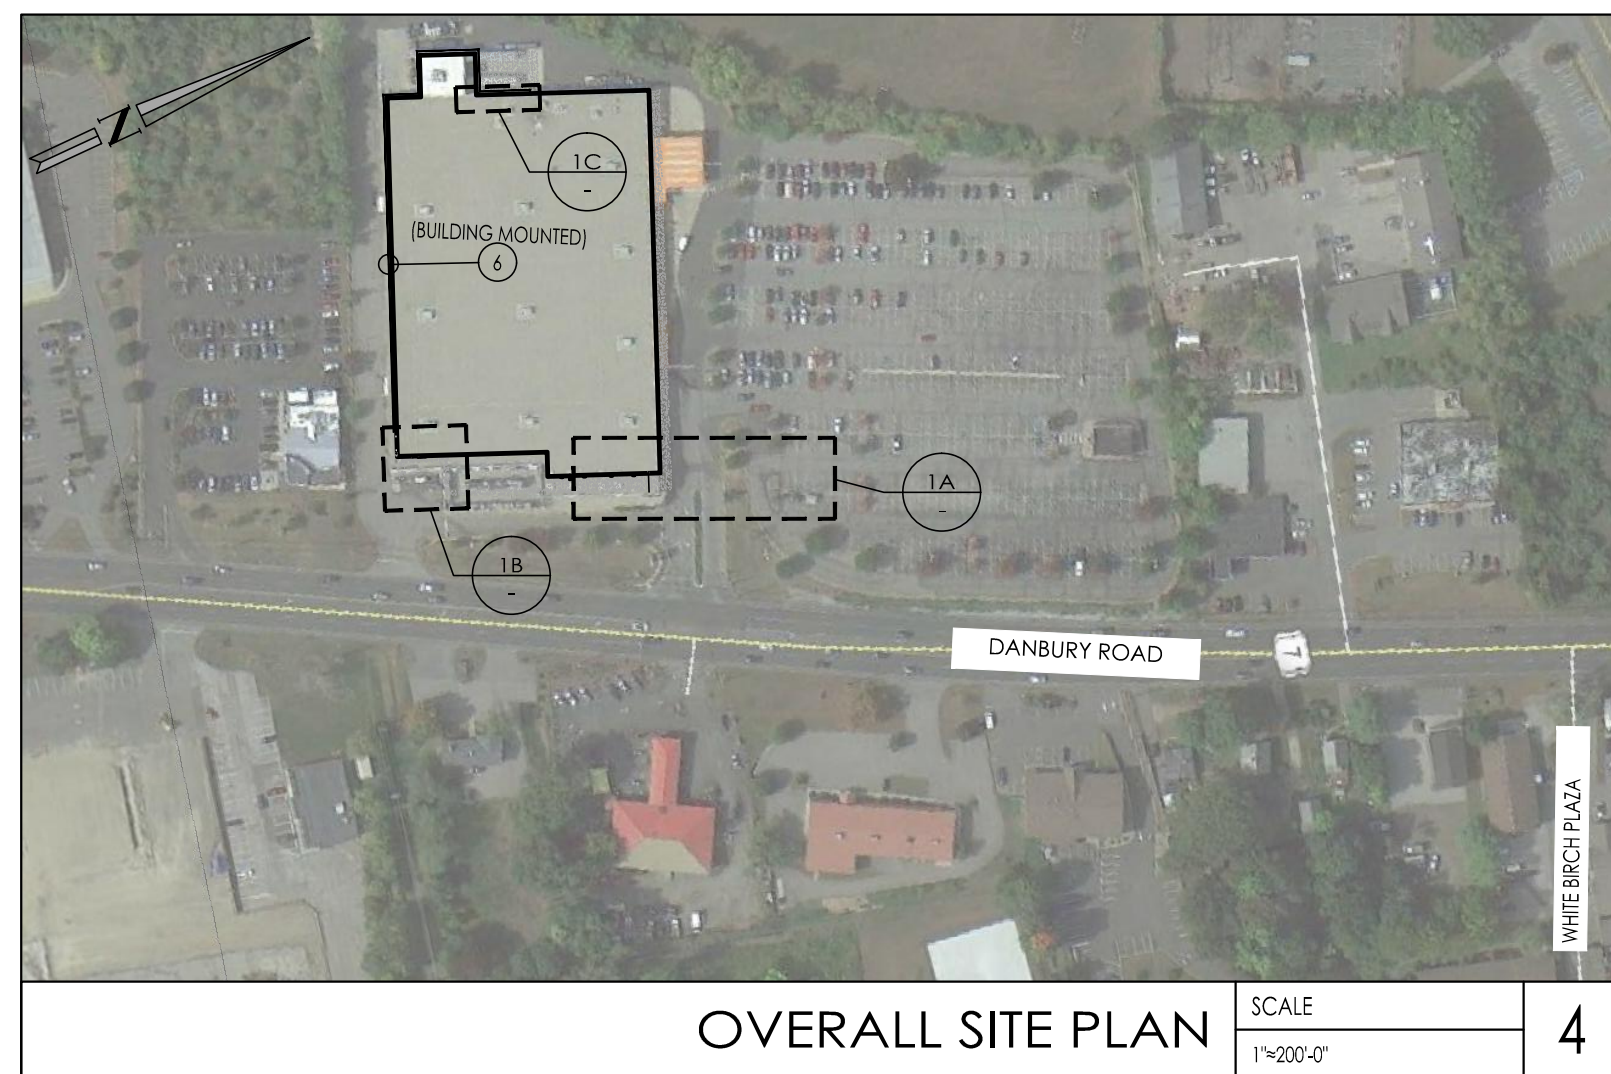 N
1C
-
(BUILDING MOUNTED)
6
1A
-
1B
-
DANBURY ROAD
7
WHITE BIRCH PLAZA
OVERALL SITE PLAN
SCALE
1"≈200'-0"
4